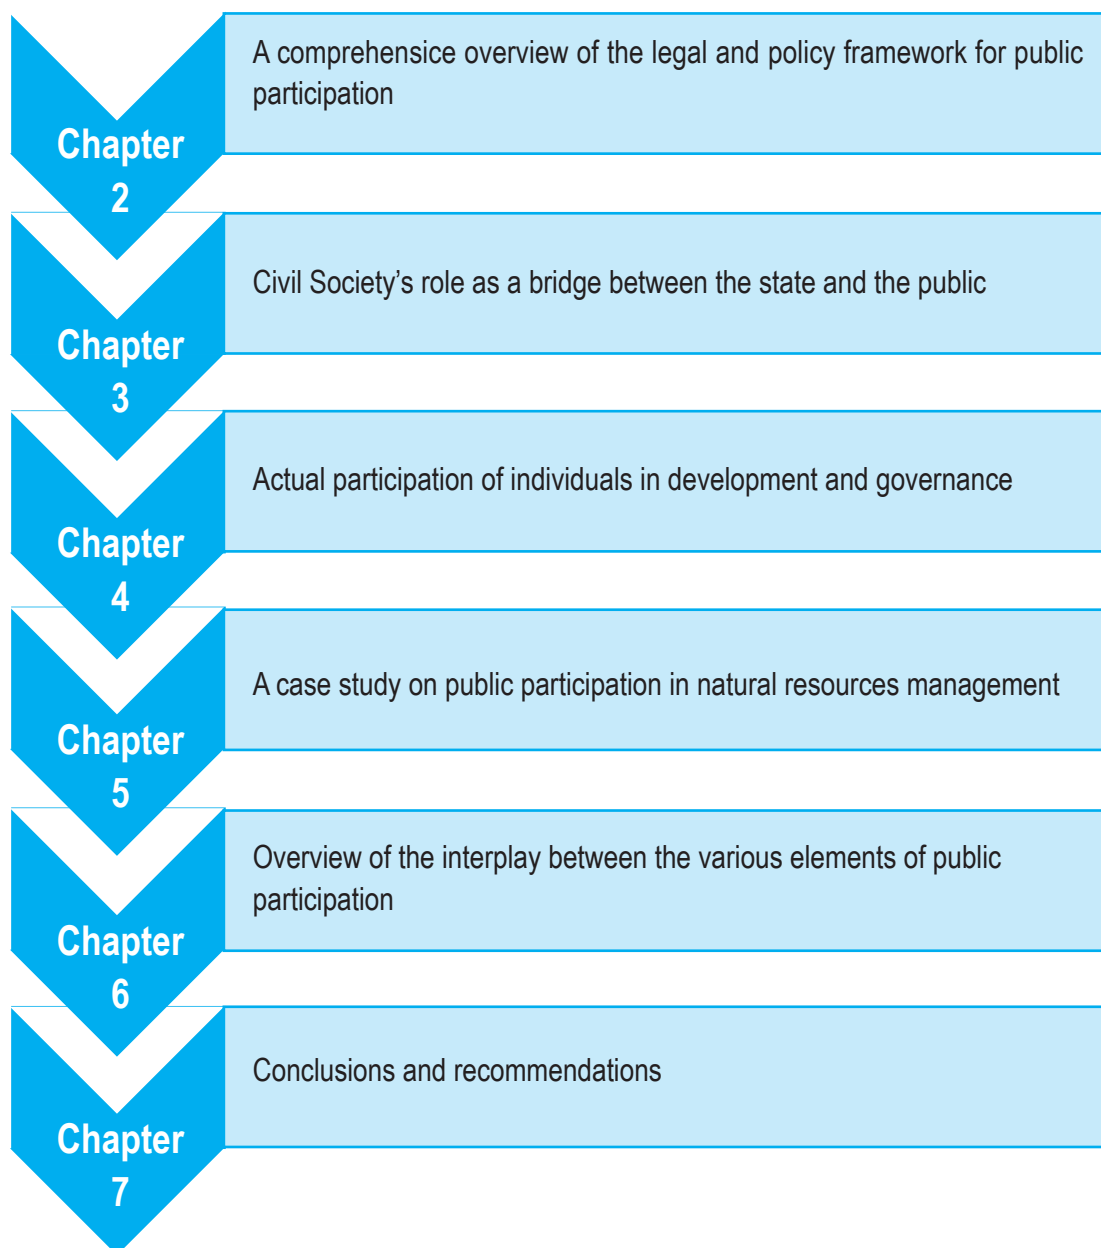 A comprehensice overview of the legal and policy framework for public
participation
Chapter
2
Civil Society’s role as a bridge between the state and the public
Chapter
3
Actual participation of individuals in development and governance
Chapter
4
A case study on public participation in natural resources management
Chapter
5
Overview of the interplay between the various elements of public
participation
Chapter
6
Conclusions and recommendations
Chapter
7